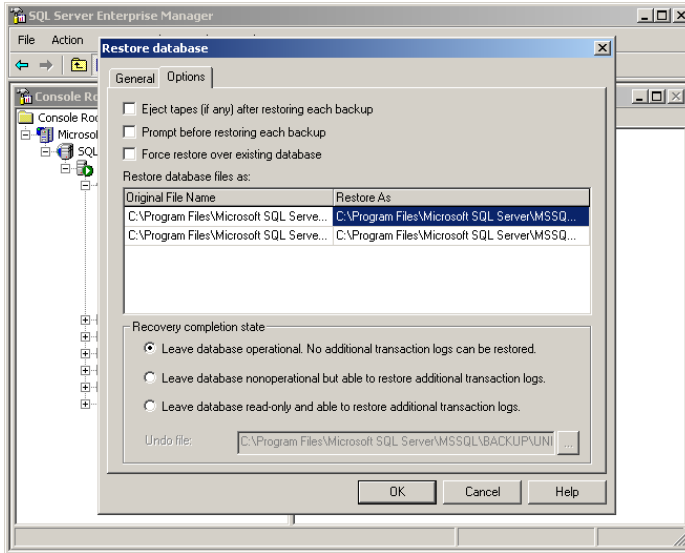 SQL Server Enterprise Manager
File Action
Restore database
General Options
Console Ro
Console Roo
Microsof
SQL
Eject tapes (if any) after restoring each backup
Prompt before restoring each backup
Force restore over existing database
Restore database files as:
Original File Name Restore As
C:\Program Files\Microsoft SQL Serve... C:\Program Files\Microsoft SQL Server\MSSQ...
C:\Program Files\Microsoft SQL Serve... C:\Program Files\Microsoft SQL Server\MSSQ...
Recovery completion state
Leave database operational. No additional transaction logs can be restored.
Leave database nonoperational but able to restore additional transaction logs.
Leave database read-only and able to restore additional transaction logs.
Undo file: C:\Program Files\Microsoft SQL Server\MSSQL\BACKUP\UNI ...
OK Cancel Help